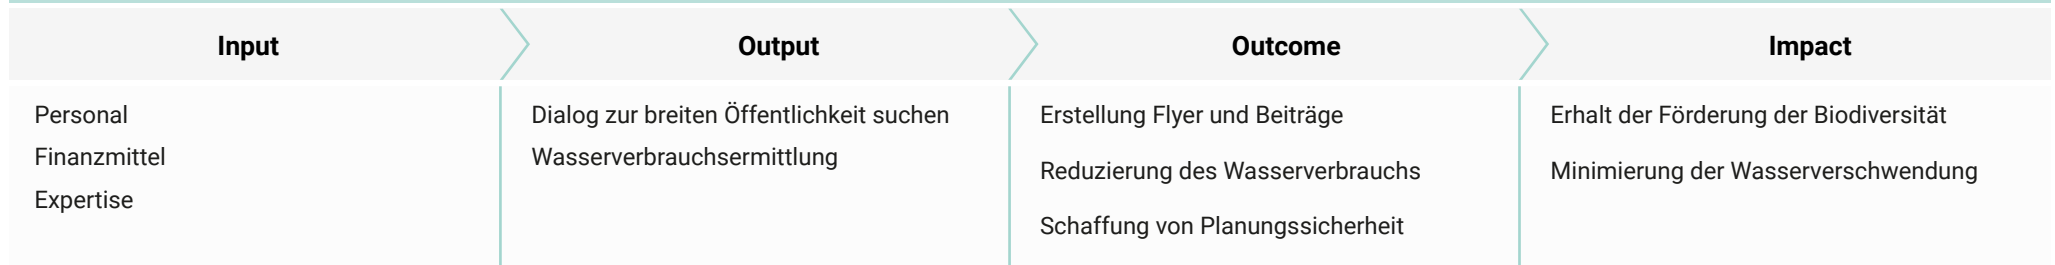 Input
Output
Outcome
Impact
Personal
Finanzmittel
Expertise
Dialog zur breiten Öffentlichkeit suchen
Wasserverbrauchsermittlung
Erstellung Flyer und Beiträge
Reduzierung des Wasserverbrauchs
Schaffung von Planungssicherheit
Erhalt der Förderung der Biodiversität
Minimierung der Wasserverschwendung